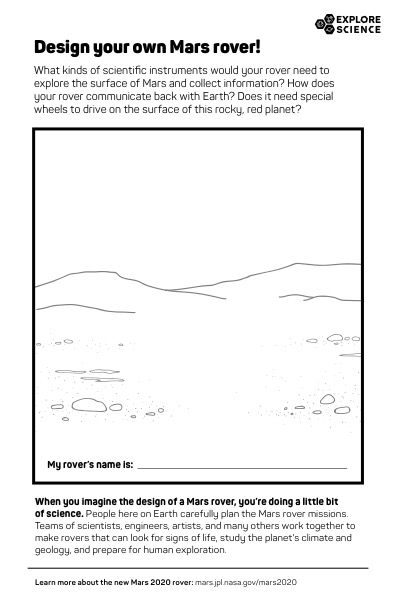 EXPLORE
SCIENCE
Design your own Mars rover!
What kinds of scientific instruments would your rover need to
explore the surface of Mars and collect information? How does
your rover communicate back with Earth? Does it need special
wheels to drive on the surface of this rocky, red planet?
My rover's name is:
When you imagine the design of a Mars rover, you're doing a little bit
of science. People here on Earth carefully plan the Mars rover missions.
Teams of scientists, engineers, artists, and many others work together to
make rovers that can look for signs of life, study the planet's climate and
geology, and prepare for human exploration.
Learn more about the new Mars 2020 rover: mars.jpl.nasa.gov/mars2020